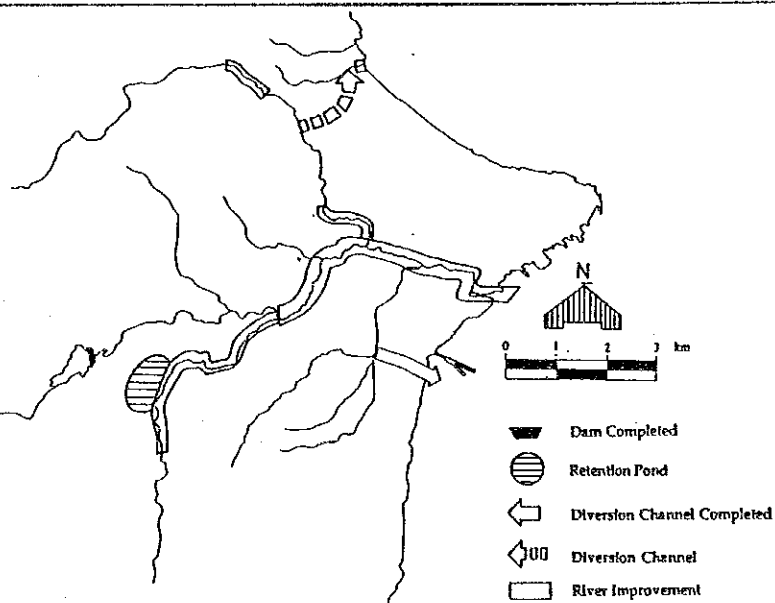 N
0 1 2 3 km
Dam Completed
Retention Pond
Diversion Channel Completed
Diversion Channel
River Improvement